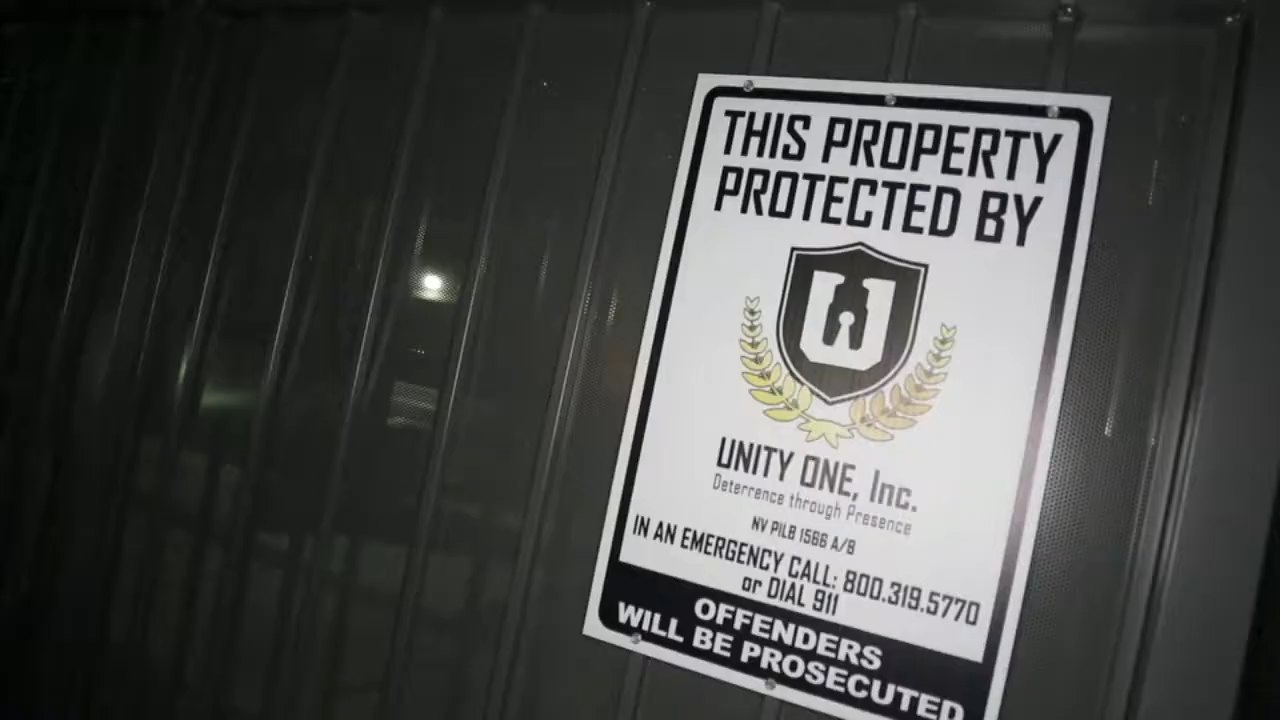 THIS PROPERTY
PROTECTED BY
UNITY ONE, Inc.
Deterrence through Presence
NV PILB 1566 A/B
IN AN EMERGENCY CALL: 800.319.5770
or DIAL 911
OFFENDERS
WILL BE PROSECUTED